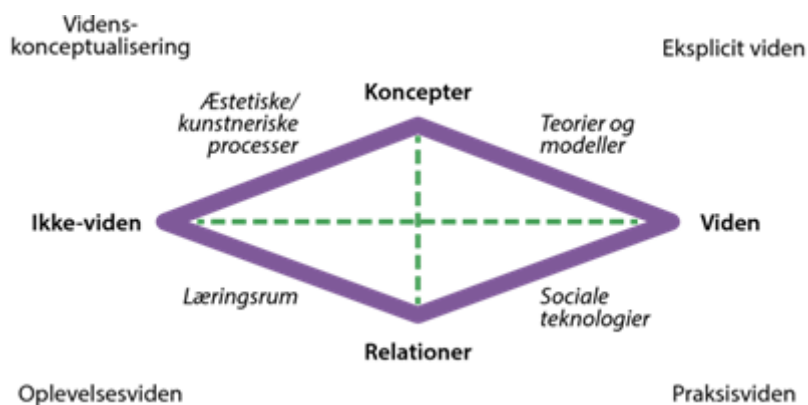 Videns-
konceptualisering
Eksplicit viden
Æstetiske/
kunstneriske
processer
Koncepter
Teorier og
modeller
Ikke-viden
Viden
Læringsrum
Sociale
teknologier
Relationer
Oplevelsesviden
Praksisviden